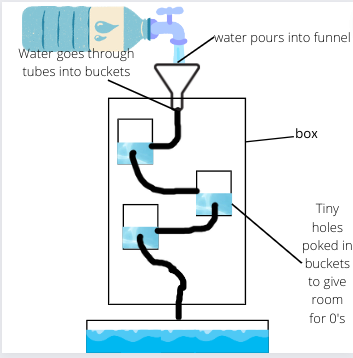 water pours into funnel
Water goes through
tubes into buckets
box
Tiny
holes
poked in
buckets
to give
room
for 0's